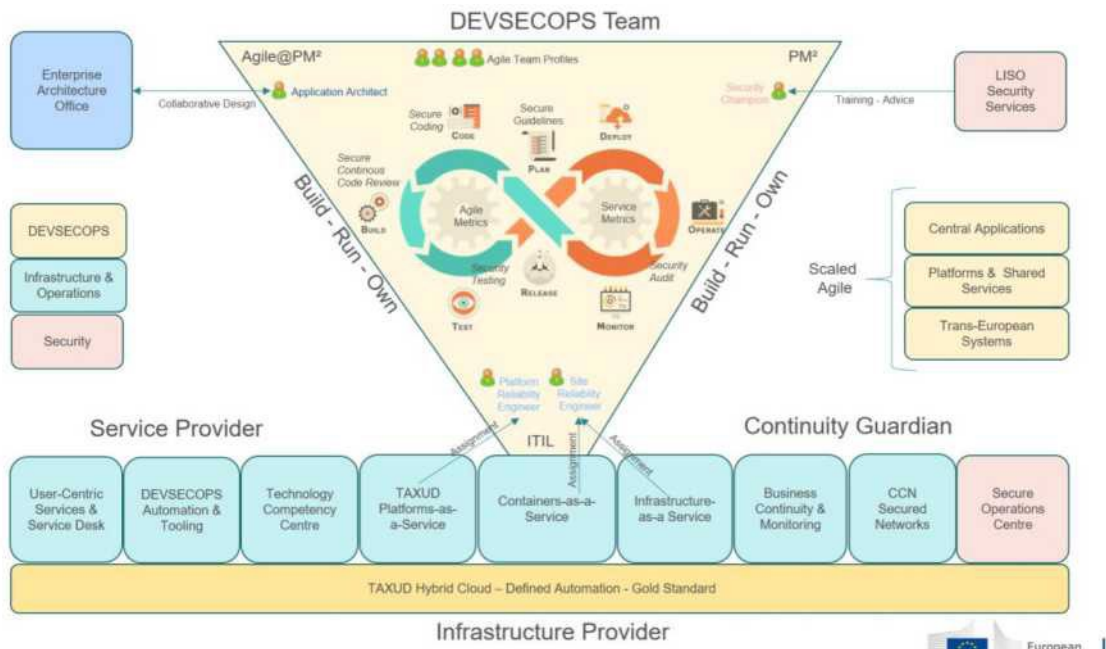 DEVSECOPS Team
Agile@PM²
Agile Team Profiles
PM²
Enterprise
Architecture
Office
Collaborative Design
Application Architect
Security
Champion
Training - Advice
LISO
Security
Services
Secure
Coding
CODE
Secure
Guidelines
PLAN
DEPLOY
Secure
Continous
Code Review
BUILD
Agile
Metrics
Service
Metrics
OPERATE
Security
Testing
RELEASE
Security
Audit
TEST
MONITOR
Build - Run - Own
Build - Run - Own
DEVSECOPS
Infrastructure &
Operations
Security
Scaled
Agile
Central Applications
Platforms & Shared
Services
Trans-European
Systems
Platform
Reliability
Engineer
Site
Reliability
Engineer
Assignment
Assignment
Assignment
ITIL
Service Provider
Continuity Guardian
User-Centric
Services &
Service Desk
DEVSECOPS
Automation &
Tooling
Technology
Competency
Centre
TAXUD
Platforms-as-
a-Service
Containers-as-a-
Service
Infrastructure-
as-a Service
Business
Continuity &
Monitoring
CCN
Secured
Networks
Secure
Operations
Centre
TAXUD Hybrid Cloud – Defined Automation - Gold Standard
Infrastructure Provider
European